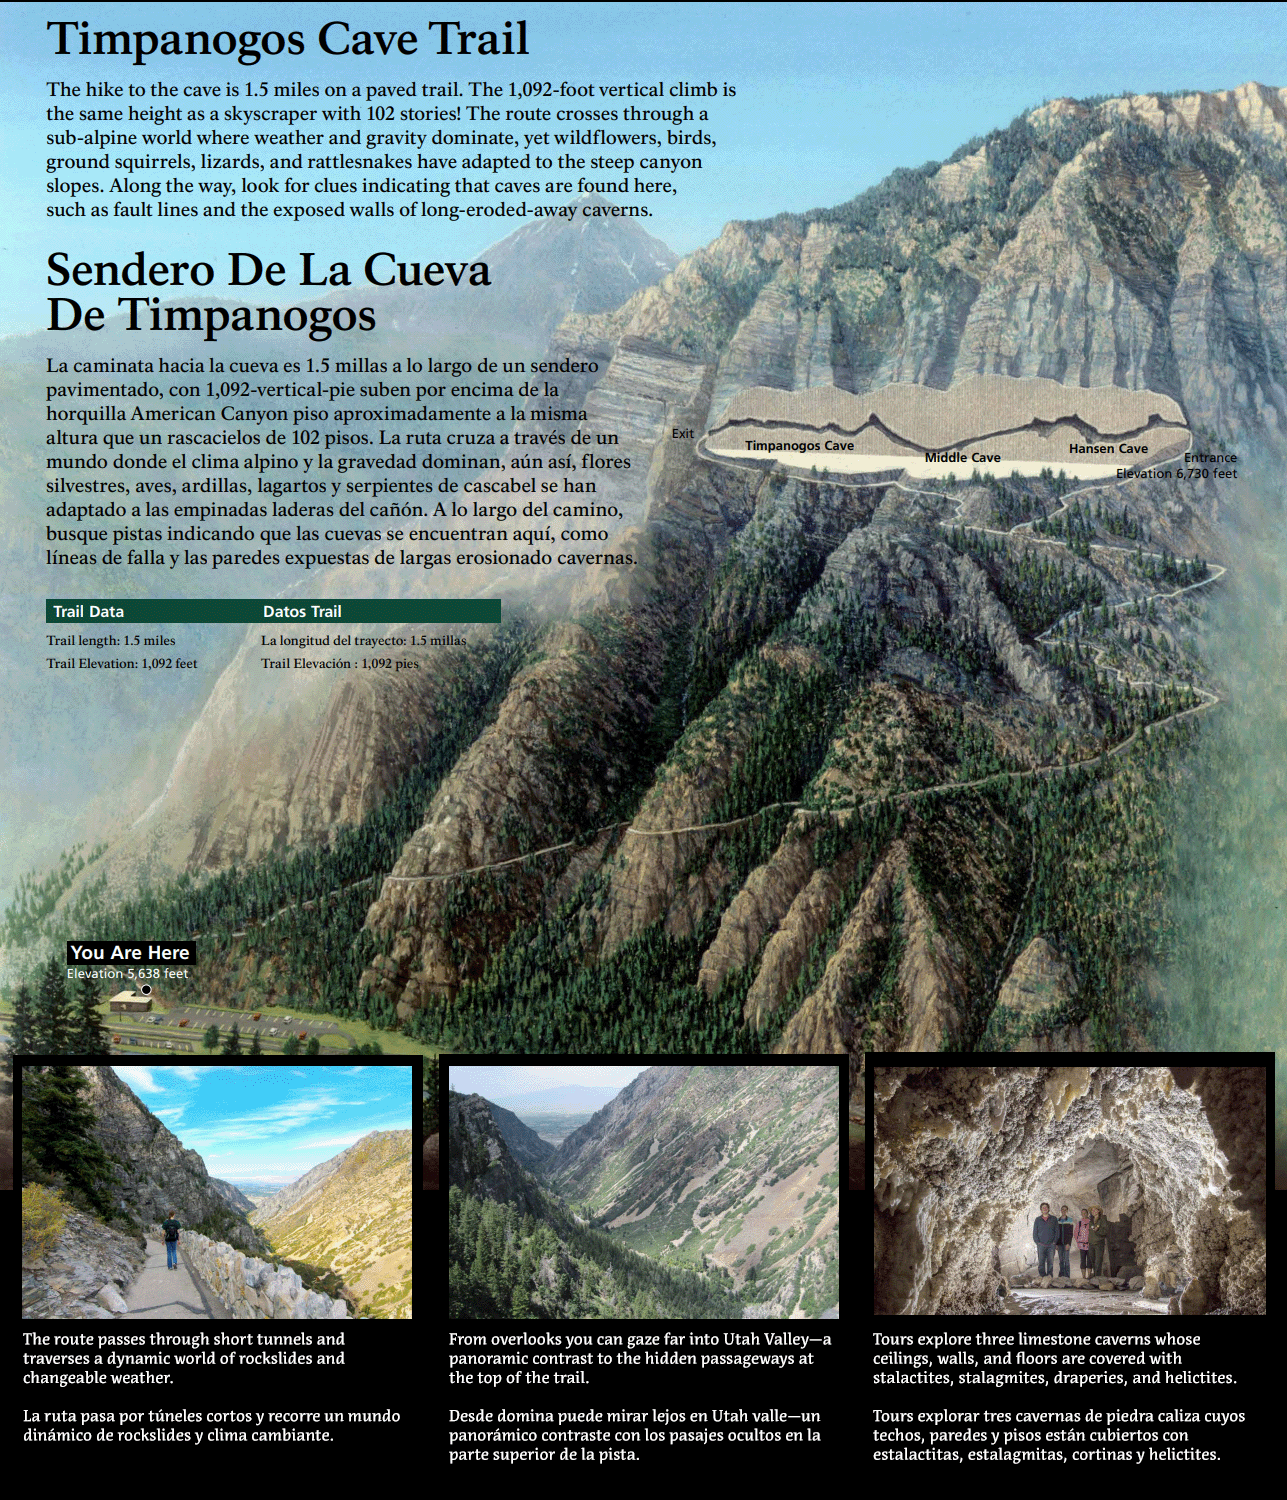 Timpanogos Cave Trail
The hike to the cave is 1.5 miles on a paved trail. The 1,092-foot vertical climb is
the same height as a skyscraper with 102 stories! The route crosses through a
sub-alpine world where weather and gravity dominate, yet wildflowers, birds,
ground squirrels, lizards, and rattlesnakes have adapted to the steep canyon
slopes. Along the way, look for clues indicating that caves are found here,
such as fault lines and the exposed walls of long-eroded-away caverns.
Sendero De La Cueva
De Timpanogos
La caminata hacia la cueva es 1.5 millas a lo largo de un sendero
pavimentado, con 1,092-vertical-pie suben por encima de la
horquilla American Canyon piso aproximadamente a la misma
altura que un rascacielos de 102 pisos. La ruta cruza a través de un
mundo donde el clima alpino y la gravedad dominan, aún así, flores
silvestres, aves, ardillas, lagartos y serpientes de cascabel se han
adaptado a las empinadas laderas del cañón. A lo largo del camino,
busque pistas indicando que las cuevas se encuentran aquí, como
líneas de falla y las paredes expuestas de largas erosionado cavernas.
Exit
Timpanogos Cave
Middle Cave
Hansen Cave
Entrance
Elevation 6,730 feet
Trail Data Datos Trail
Trail length: 1.5 miles La longitud del trayecto: 1.5 millas
Trail Elevation: 1,092 feet Trail Elevación : 1,092 pies
You Are Here
Elevation 5,638 feet
The route passes through short tunnels and
traverses a dynamic world of rockslides and
changeable weather.
La ruta pasa por túneles cortos y recorre un mundo
dinámico de rockslides y clima cambiante.
From overlooks you can gaze far into Utah Valley—a
panoramic contrast to the hidden passageways at
the top of the trail.
Desde domina puede mirar lejos en Utah valle—un
panorámico contraste con los pasajes ocultos en la
parte superior de la pista.
Tours explore three limestone caverns whose
ceilings, walls, and floors are covered with
stalactites, stalagmites, draperies, and helictites.
Tours explorar tres cavernas de piedra caliza cuyos
techos, paredes y pisos están cubiertos con
estalactitas, estalagmitas, cortinas y helictites.